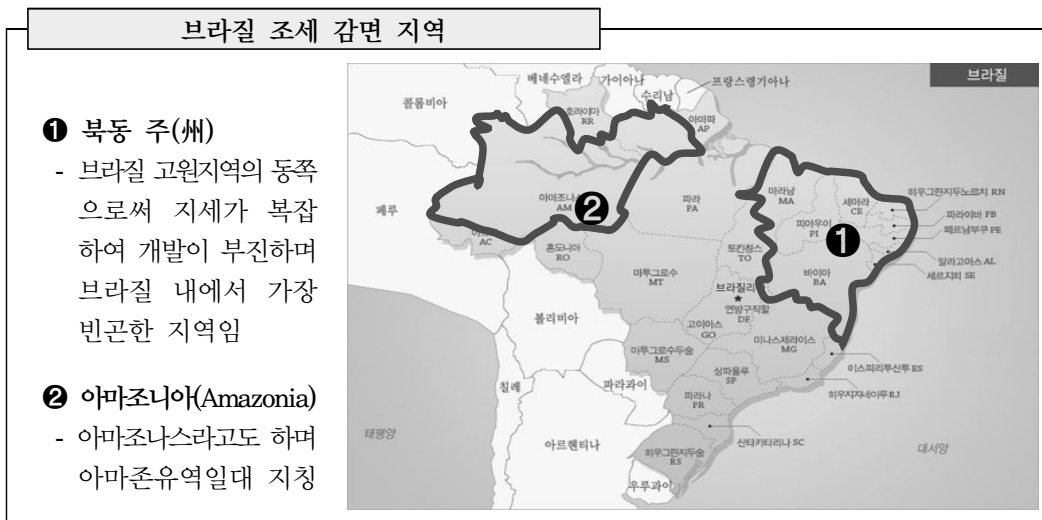 브라질 조세 감면 지역
❶ 북동 주(州)
- 브라질 고원지역의 동쪽
으로써 지세가 복잡
하여 개발이 부진하며
브라질 내에서 가장
빈곤한 지역임
❷ 아마조니아(Amazonia)
- 아마조나스라고도 하며
아마존유역일대 지칭
브라질
베네수엘라
가이아나
프랑스령기아나
수리남
콜롬비아
호라이마
RR
아마파
AP
페루
아마조나스
AM
❷
파라
PA
마라냥
MA
세아라
CE
히우그란지두노르치 RN
파라이바 PB
페르남부쿠 PE
피아우이
PI
❶
알라고아스 AL
세르지피 SE
AC
혼도니아
RO
토칸칭스
TO
바이아
BA
마투그로수
MT
브라질리
연방구직할
DF
볼리비아
고이아스
GO
미나스제라이스
MG
마투그로수두술
MS
이스피리투산투 ES
상파울루
SP
히우지자네이루 RJ
칠레
파라과이
파라나
PR
태평양
아르헨티나
산타카타리나 SC
대서양
히우그란지두술
RS
우루과이